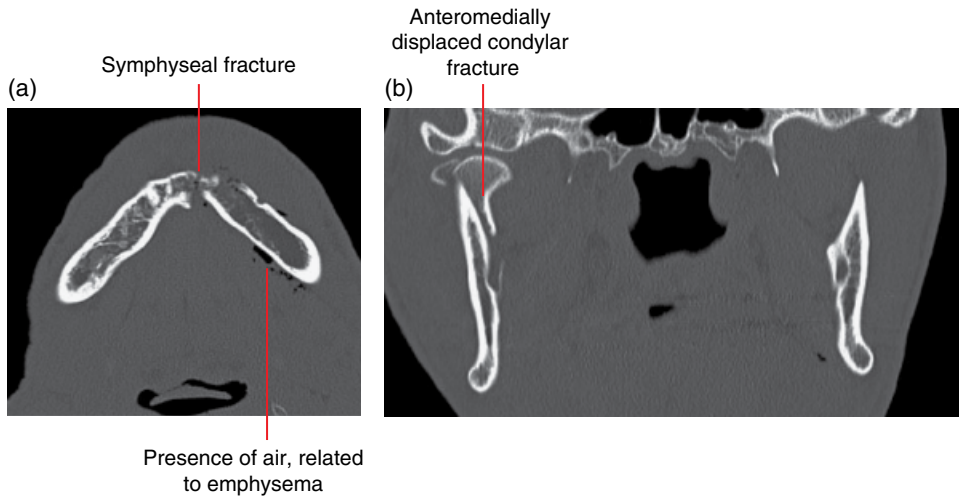 (a)
Symphyseal fracture
Presence of air, related
to emphysema
(b)
Anteromedially
displaced condylar
fracture